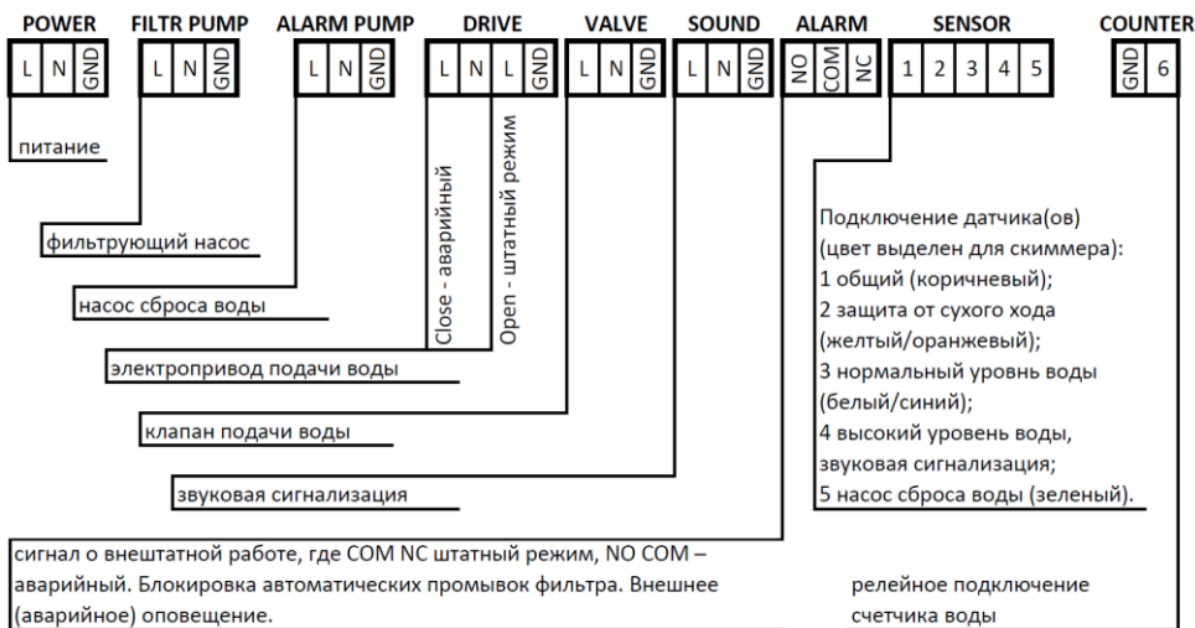 POWER FILTR PUMP ALARM PUMP DRIVE VALVE SOUND ALARM SENSOR COUNTER
L N GND L N GND L N GND L N L GND L N GND L N GND NO COM NC 1 2 3 4 5 GND 6
питание
фильтрующий насос
насос сброса воды
Close - аварийный
Open - штатный режим
электропривод подачи воды
клапан подачи воды
звуковая сигнализация
Подключение датчика(ов)
(цвет выделен для скиммера):
1 общий (коричневый);
2 защита от сухого хода
(желтый/оранжевый);
3 нормальный уровнь воды
(белый/синий);
4 высокий уровень воды,
звуковая сигнализация;
5 насос сброса воды (зеленый).
сигнал о внештатной работе, где COM NC штатный режим, NO COM –
аварийный. Блокировка автоматических промывок фильтра. Внешнее
(аварийное) оповещение.
релейное подключение
счетчика воды